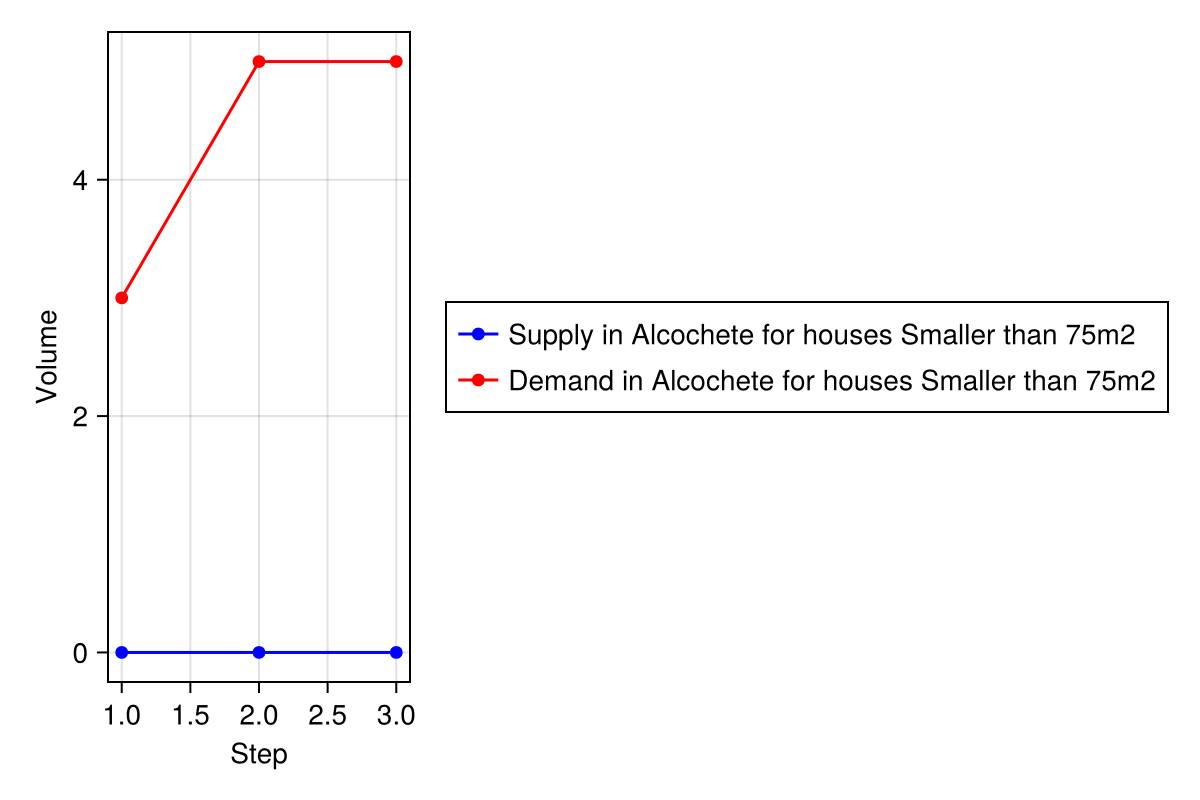 Volume
4
2
0
1.0 1.5 2.0 2.5 3.0
Step
Supply in Alcochete for houses Smaller than 75m2
Demand in Alcochete for houses Smaller than 75m2